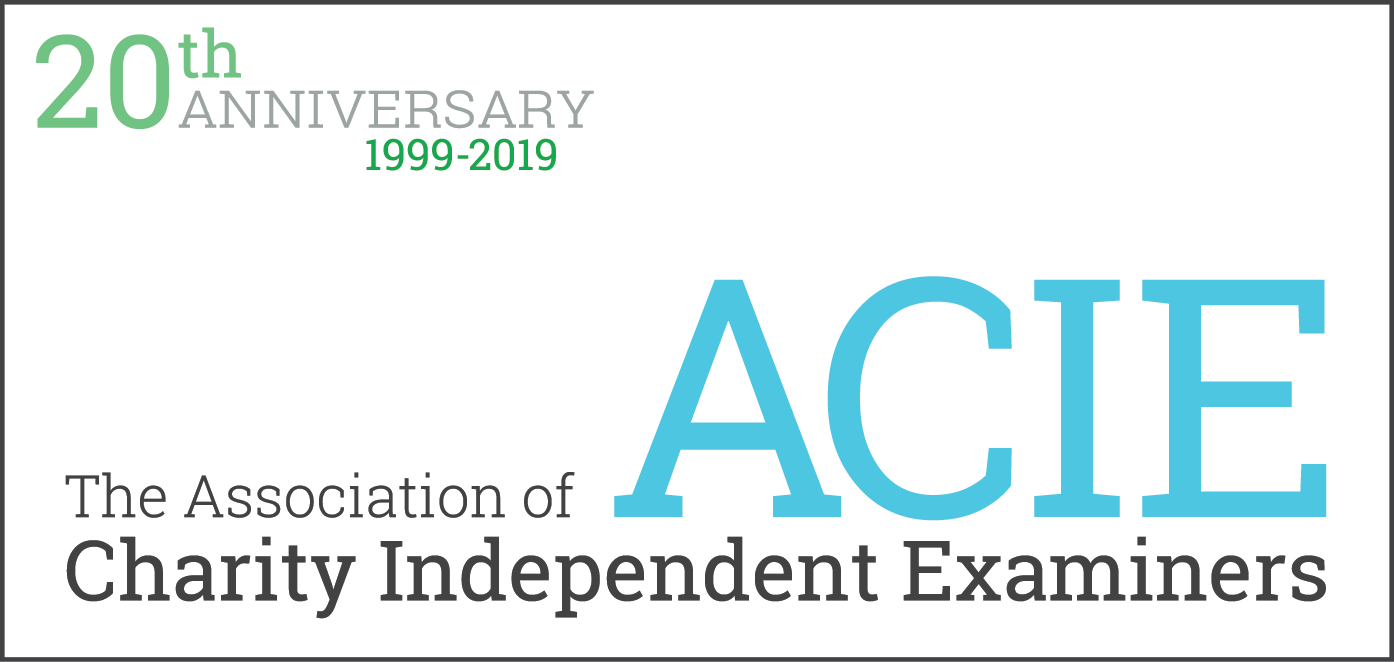 20th
ANNIVERSARY
1999-2019
ACIE
The Association of
Charity Independent Examiners